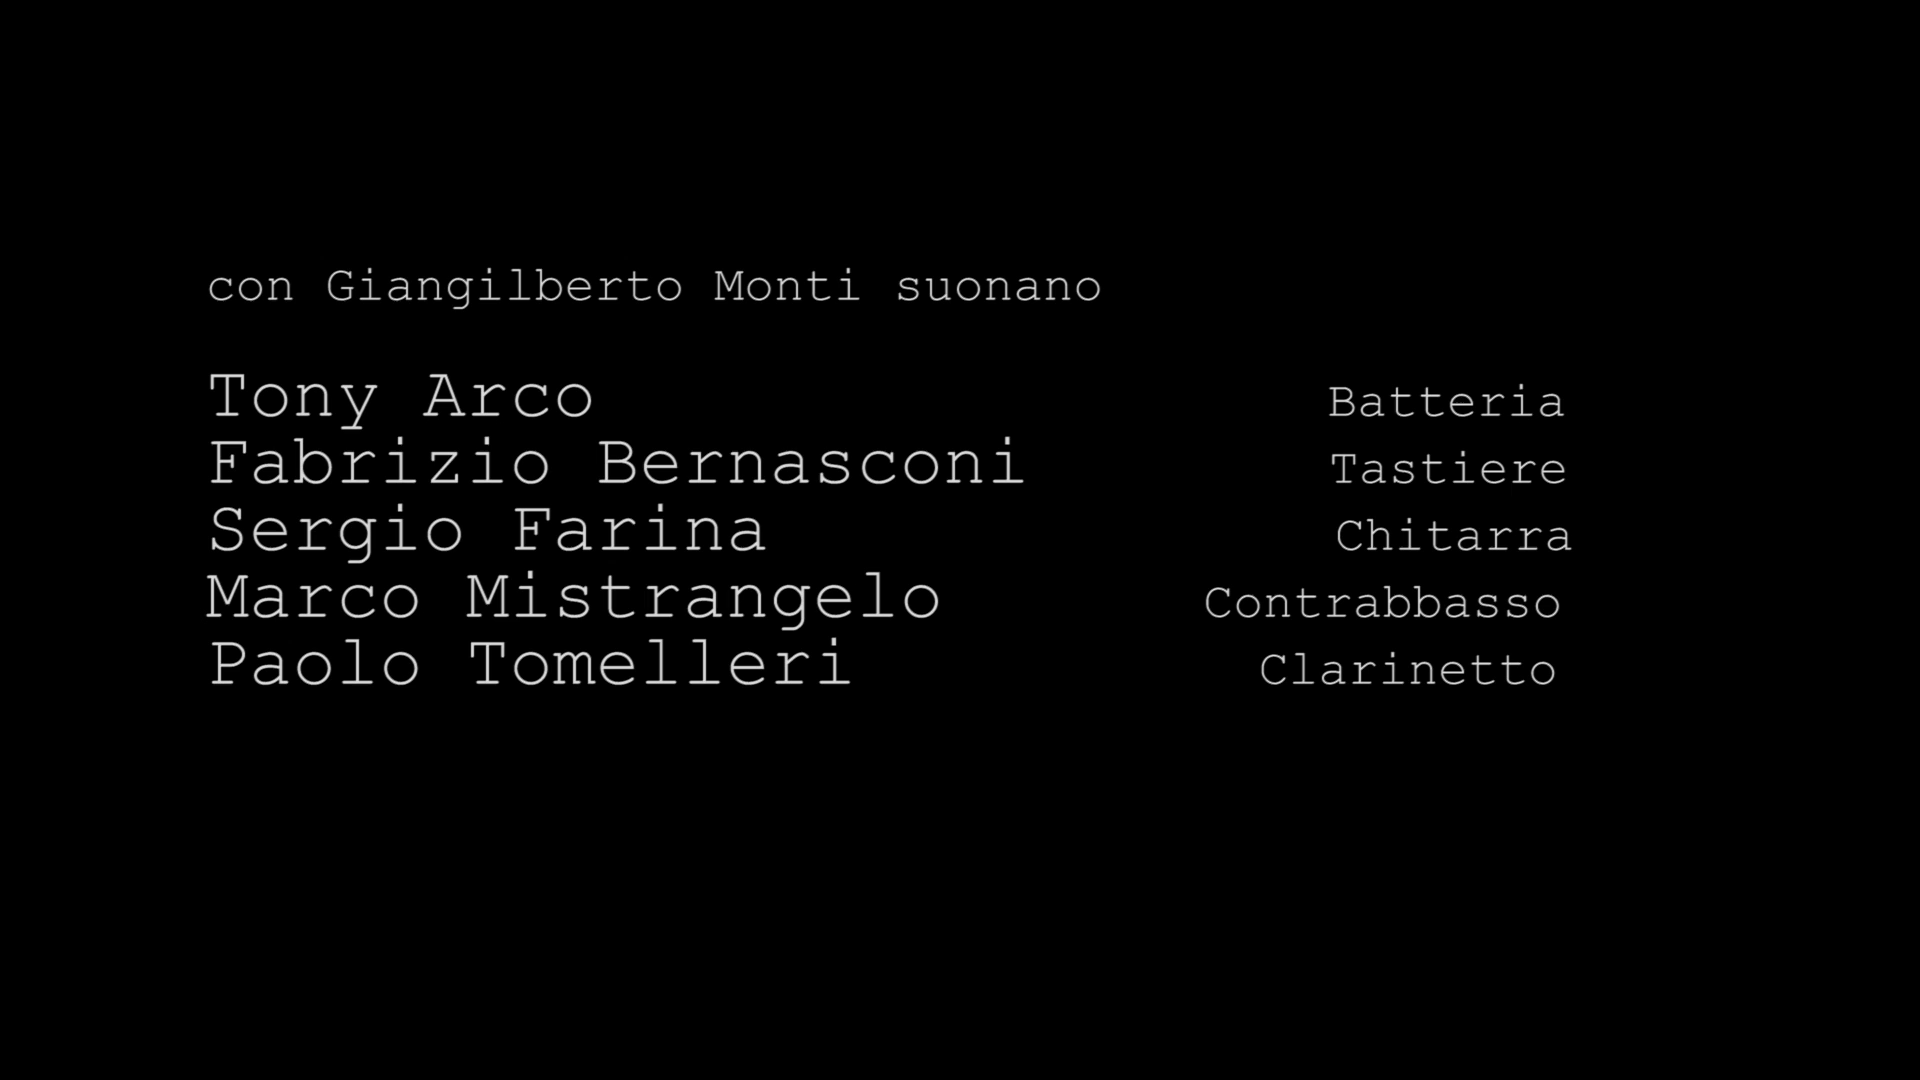 con Giangilberto Monti suonano
Tony Arco Batteria
Fabrizio Bernasconi Tastiere
Sergio Farina Chitarra
Marco Mistrangelo Contrabbasso
Paolo Tomelleri Clarinetto